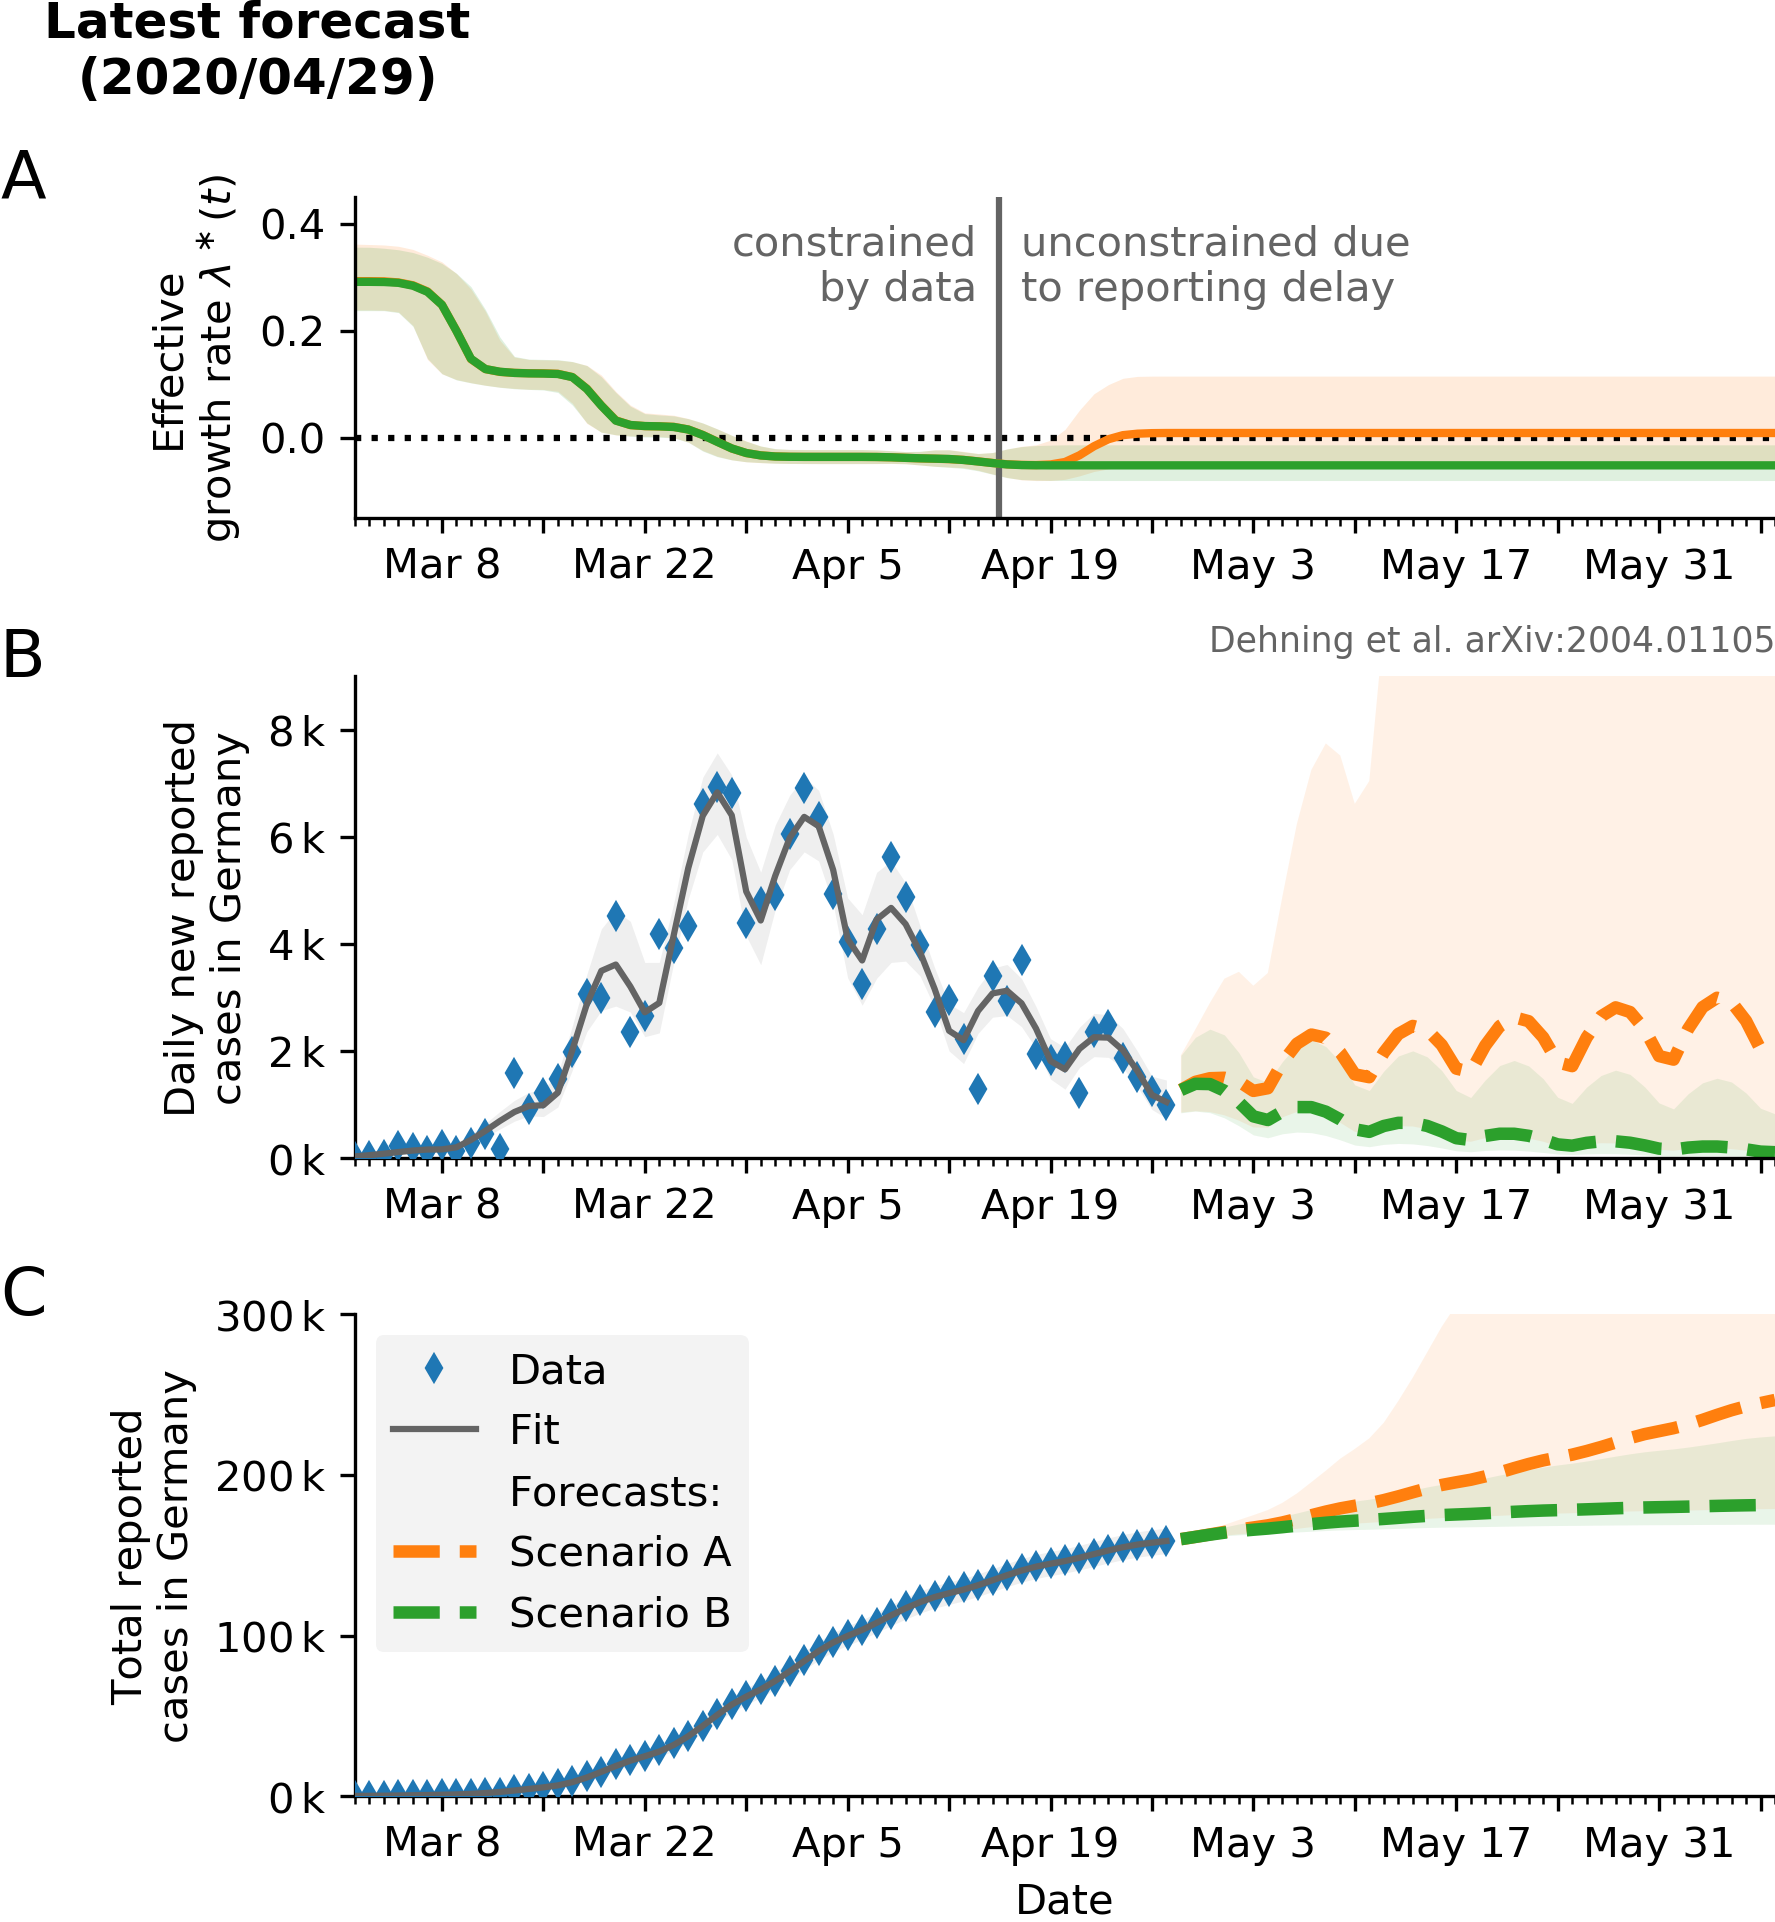 Latest forecast
(2020/04/29)
A
Effective
growth rate λ * (t)
0.4
0.2
0.0
constrained
by data
unconstrained due
to reporting delay
Mar 8
Mar 22
Apr 5
Apr 19
May 3
May 17
May 31
B
Dehning et al. arXiv:2004.01105
Daily new reported
cases in Germany
8 k
6 k
4 k
2 k
0 k
Mar 8
Mar 22
Apr 5
Apr 19
May 3
May 17
May 31
C
Total reported
cases in Germany
300 k
200 k
100 k
0 k
Data
Fit
Forecasts:
Scenario A
Scenario B
Mar 8
Mar 22
Apr 5
Apr 19
May 3
May 17
May 31
Date